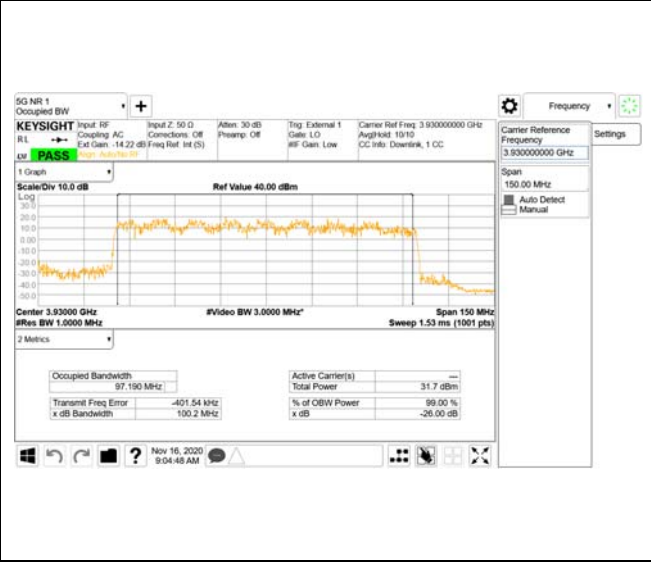 5G NR 1
Occupied BW
Frequency
KEYSIGHT
Input: RF
Input Z: 50 Ω
Atten: 30 dB
Trig: External 1
Carrier Ref Freq: 3.930000000 GHz
R L
Coupling: AC
Corrections: Off
Preamp: Off
Gate: LO
Avg|Hold: 10/10
Ext Gain: -14.22 dB
Freq Ref: Int (S)
#IF Gain: Low
CC Info: Downlink, 1 CC
PASS
Align: Auto/No RF
Carrier Reference
Frequency
3.930000000 GHz
Settings
Span
150.00 MHz
Auto Detect
Manual
1 Graph
Scale/Div 10.0 dB
Ref Value 40.00 dBm
Log
30.0
20.0
10.0
0.00
-10.0
-20.0
-30.0
-40.0
-50.0
Center 3.93000 GHz
#Video BW 3.0000 MHz*
Span 150 MHz
#Res BW 1.0000 MHz
Sweep 1.53 ms (1001 pts)
2 Metrics
Occupied Bandwidth
97.190 MHz
Active Carrier(s)
—
Total Power
31.7 dBm
Transmit Freq Error
-401.54 kHz
% of OBW Power
99.00 %
x dB Bandwidth
100.2 MHz
x dB
-26.00 dB
?
Nov 16, 2020
9:04:48 AM